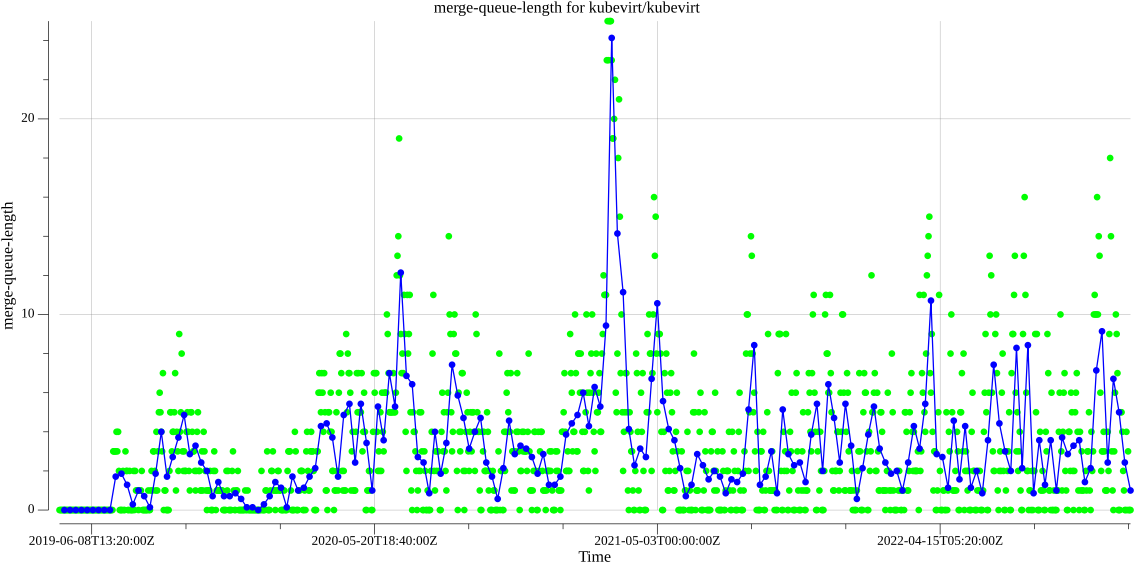 merge-queue-length for kubevirt/kubevirt
merge-queue-length
20
10
0
2019-06-08T13:20:00Z
2020-05-20T18:40:00Z
2021-05-03T00:00:00Z
2022-04-15T05:20:00Z
Time